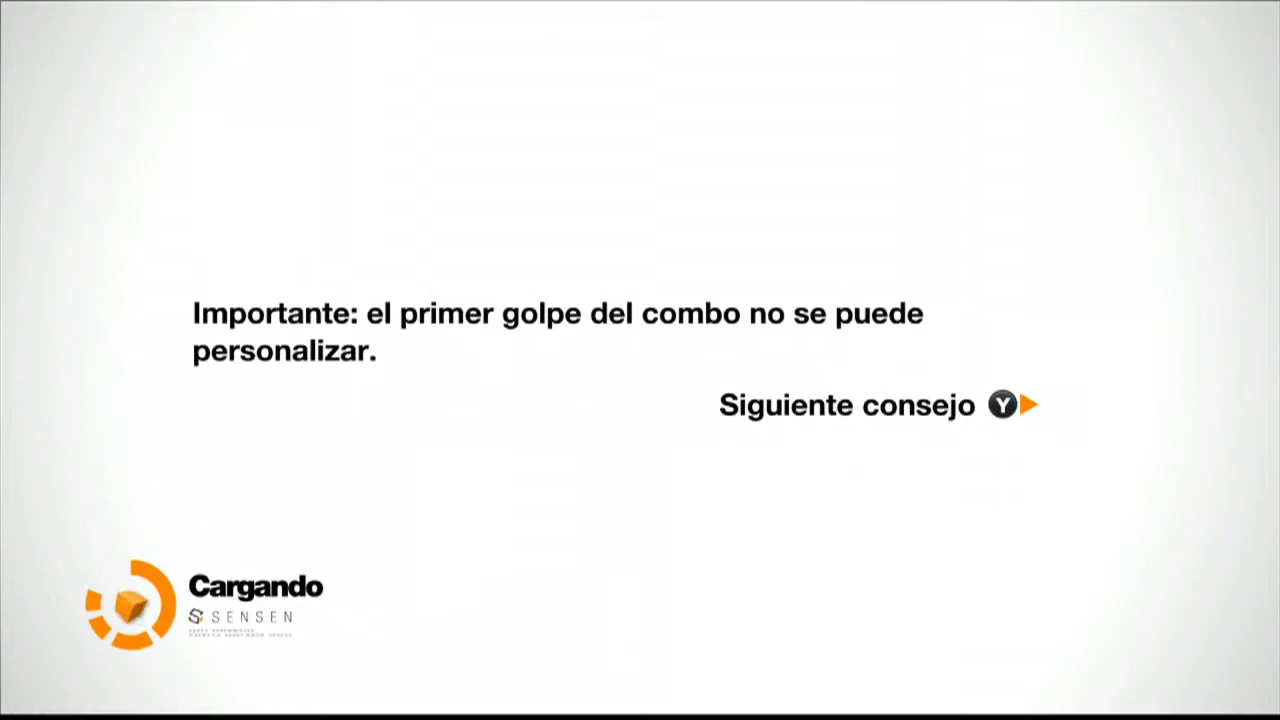 Importante: el primer golpe del combo no se puede
personalizar.
Siguiente consejo Y
Cargando
S SENSEN